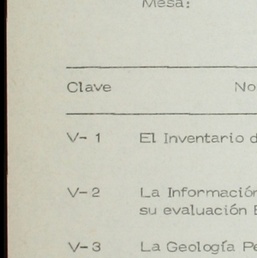 Mesa:
Clave No
V- 1 El Inventario d
V- 2 La Información
su evaluación E
V- 3 La Geología Pe